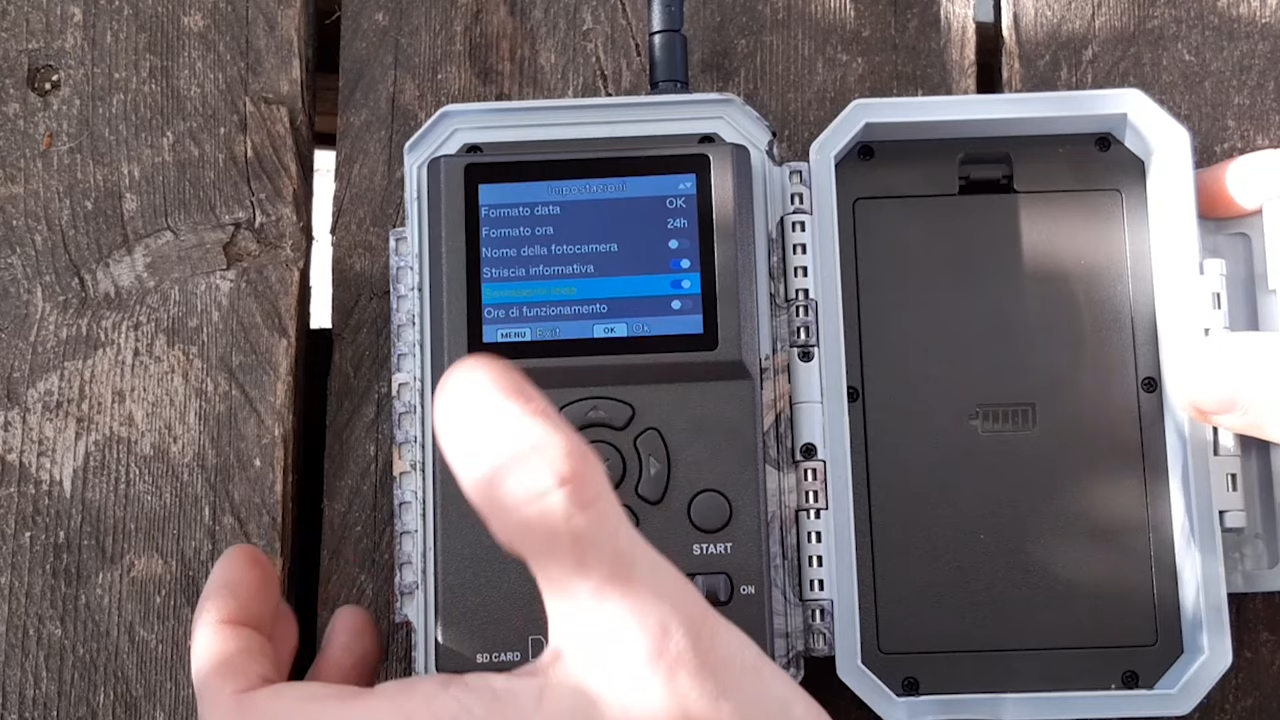 Impostazioni
Formato data OK
Formato ora 24h
Nome della fotocamera
Striscia informativa
Ore di funzionamento
MENU Exit OK Ok
START
ON
SD CARD